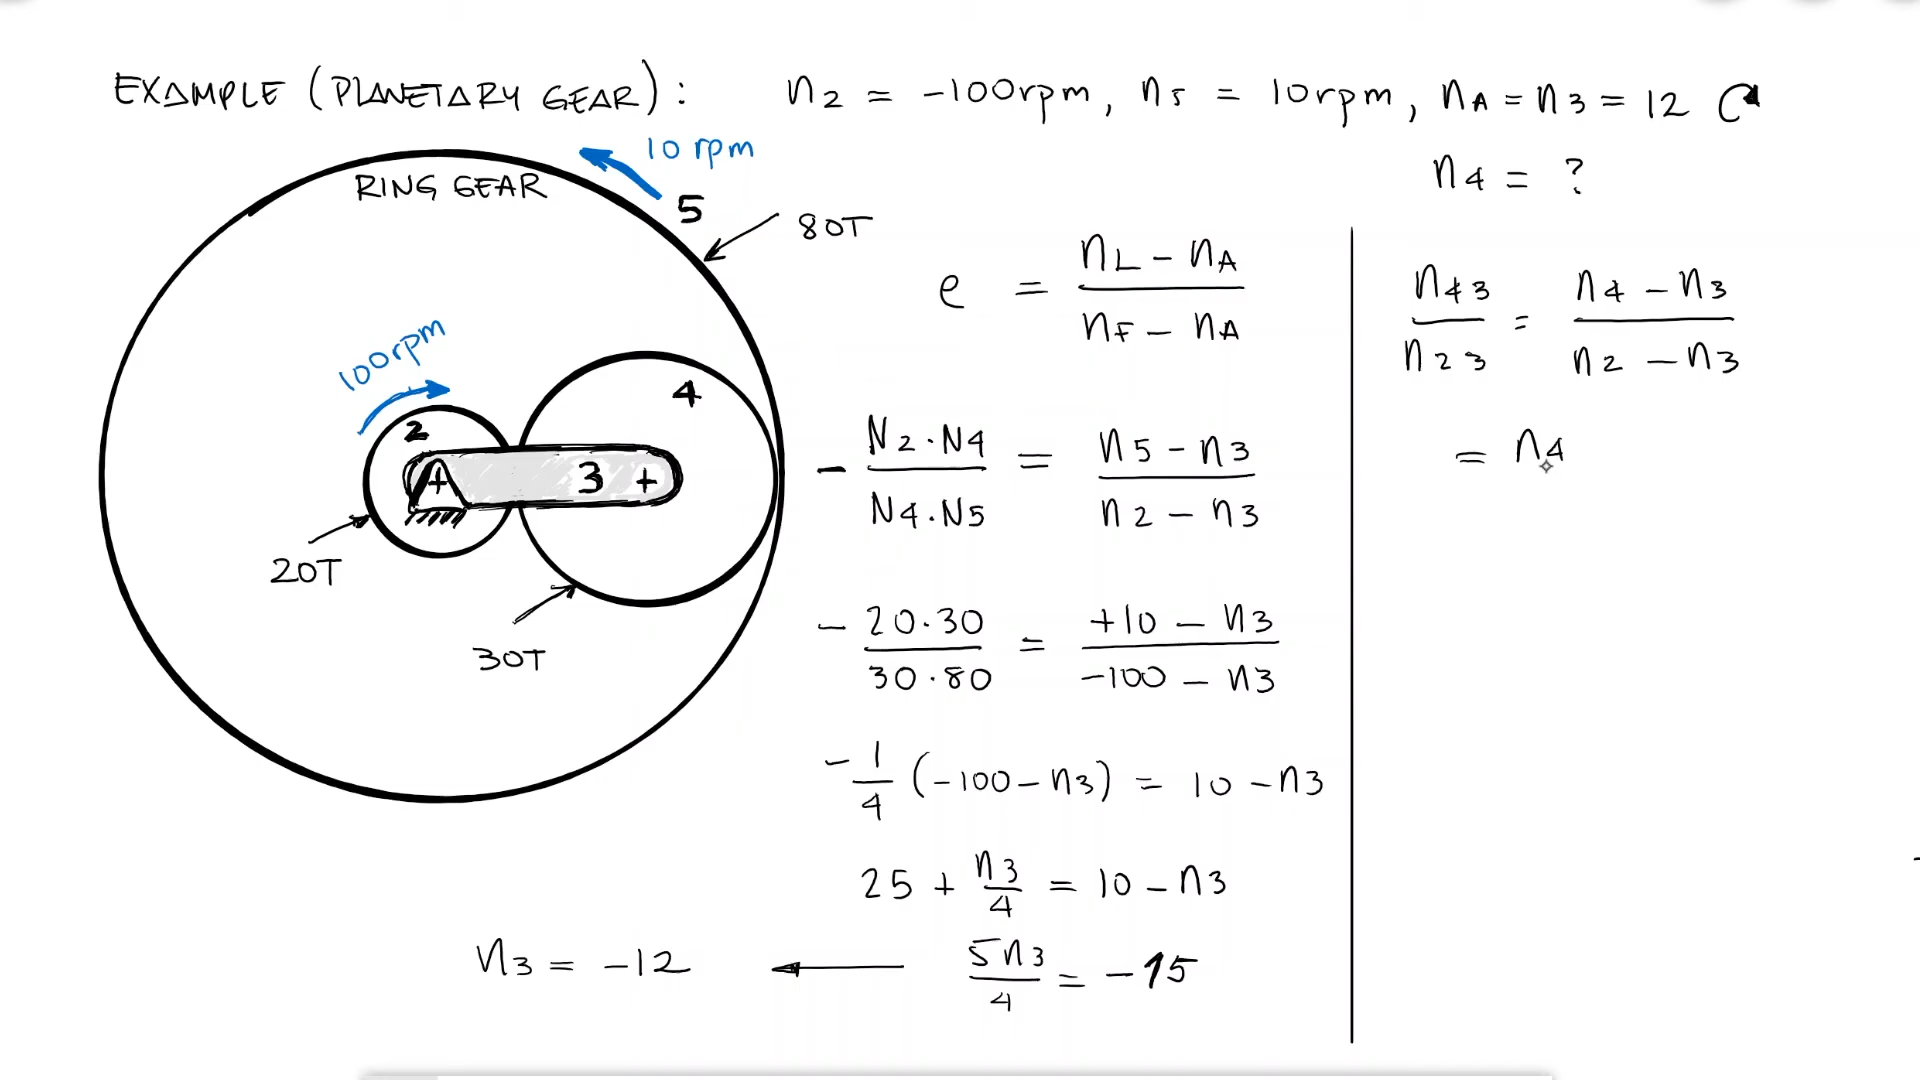 EXAMPLE (PLANETARY GEAR): n2 = -100rpm, n5 = 10rpm, nA = n3 = 12
n4 = ?
10 rpm
RING GEAR
5
80T
100rpm
4
2
3 +
+
20T
30T
e = (nL - nA) / (nF - nA)
- (N2·N4) / (N4·N5) = (n5 - n3) / (n2 - n3)
- (20·30) / (30·80) = (+10 - n3) / (-100 - n3)
- 1/4 (-100 - n3) = 10 - n3
25 + n3/4 = 10 - n3
5n3/4 = -15
n3 = -12
n43 / n23 = (n4 - n3) / (n2 - n3)
= n4